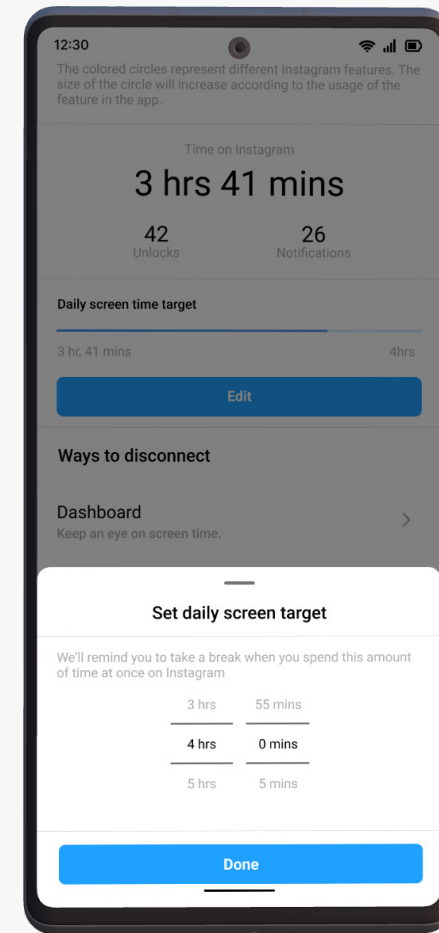 12:30
The colored circles represent different Instagram features. The
size of the circle will increase according to the usage of the
feature in the app.
Time on Instagram
3 hrs 41 mins
42 26
Unlocks Notifications
Daily screen time target
3 hr, 41 mins 4hrs
Edit
Ways to disconnect
Dashboard
Keep an eye on screen time.
Set daily screen target
We'll remind you to take a break when you spend this amount
of time at once on Instagram
3 hrs 55 mins
4 hrs 0 mins
5 hrs 5 mins
Done